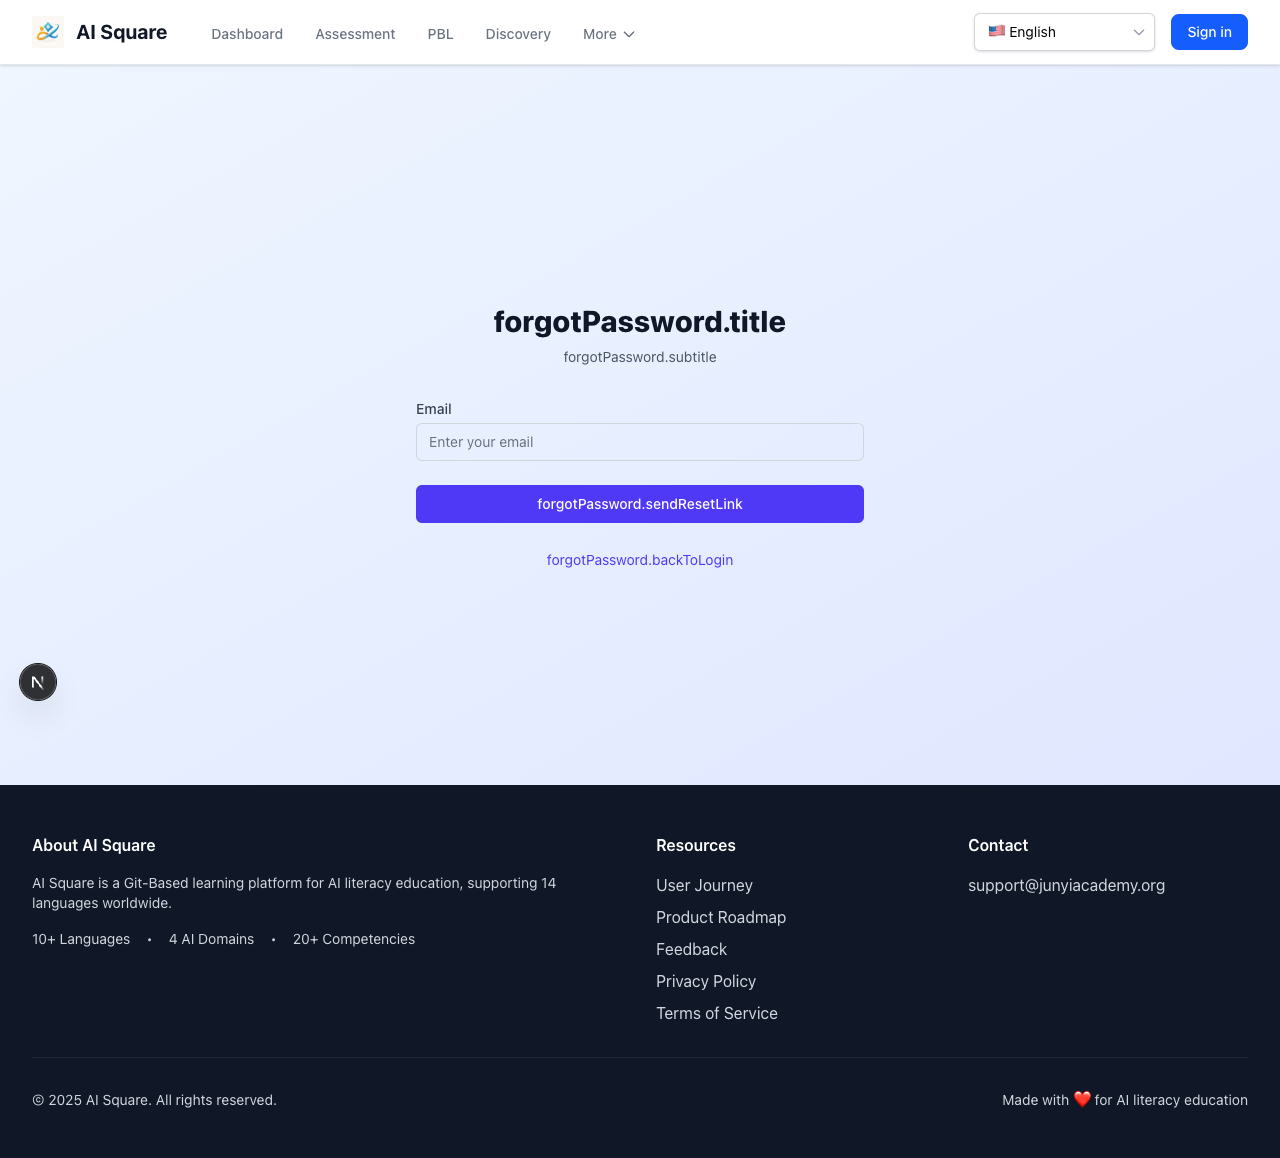 AI Square
Dashboard
Assessment
PBL
Discovery
More
English
Sign in
forgotPassword.title
forgotPassword.subtitle
Email
Enter your email
forgotPassword.sendResetLink
forgotPassword.backToLogin
N
About AI Square
AI Square is a Git-Based learning platform for AI literacy education, supporting 14
languages worldwide.
10+ Languages • 4 AI Domains • 20+ Competencies
Resources
User Journey
Product Roadmap
Feedback
Privacy Policy
Terms of Service
Contact
support@junyiacademy.org
© 2025 AI Square. All rights reserved.
Made with ❤️ for AI literacy education